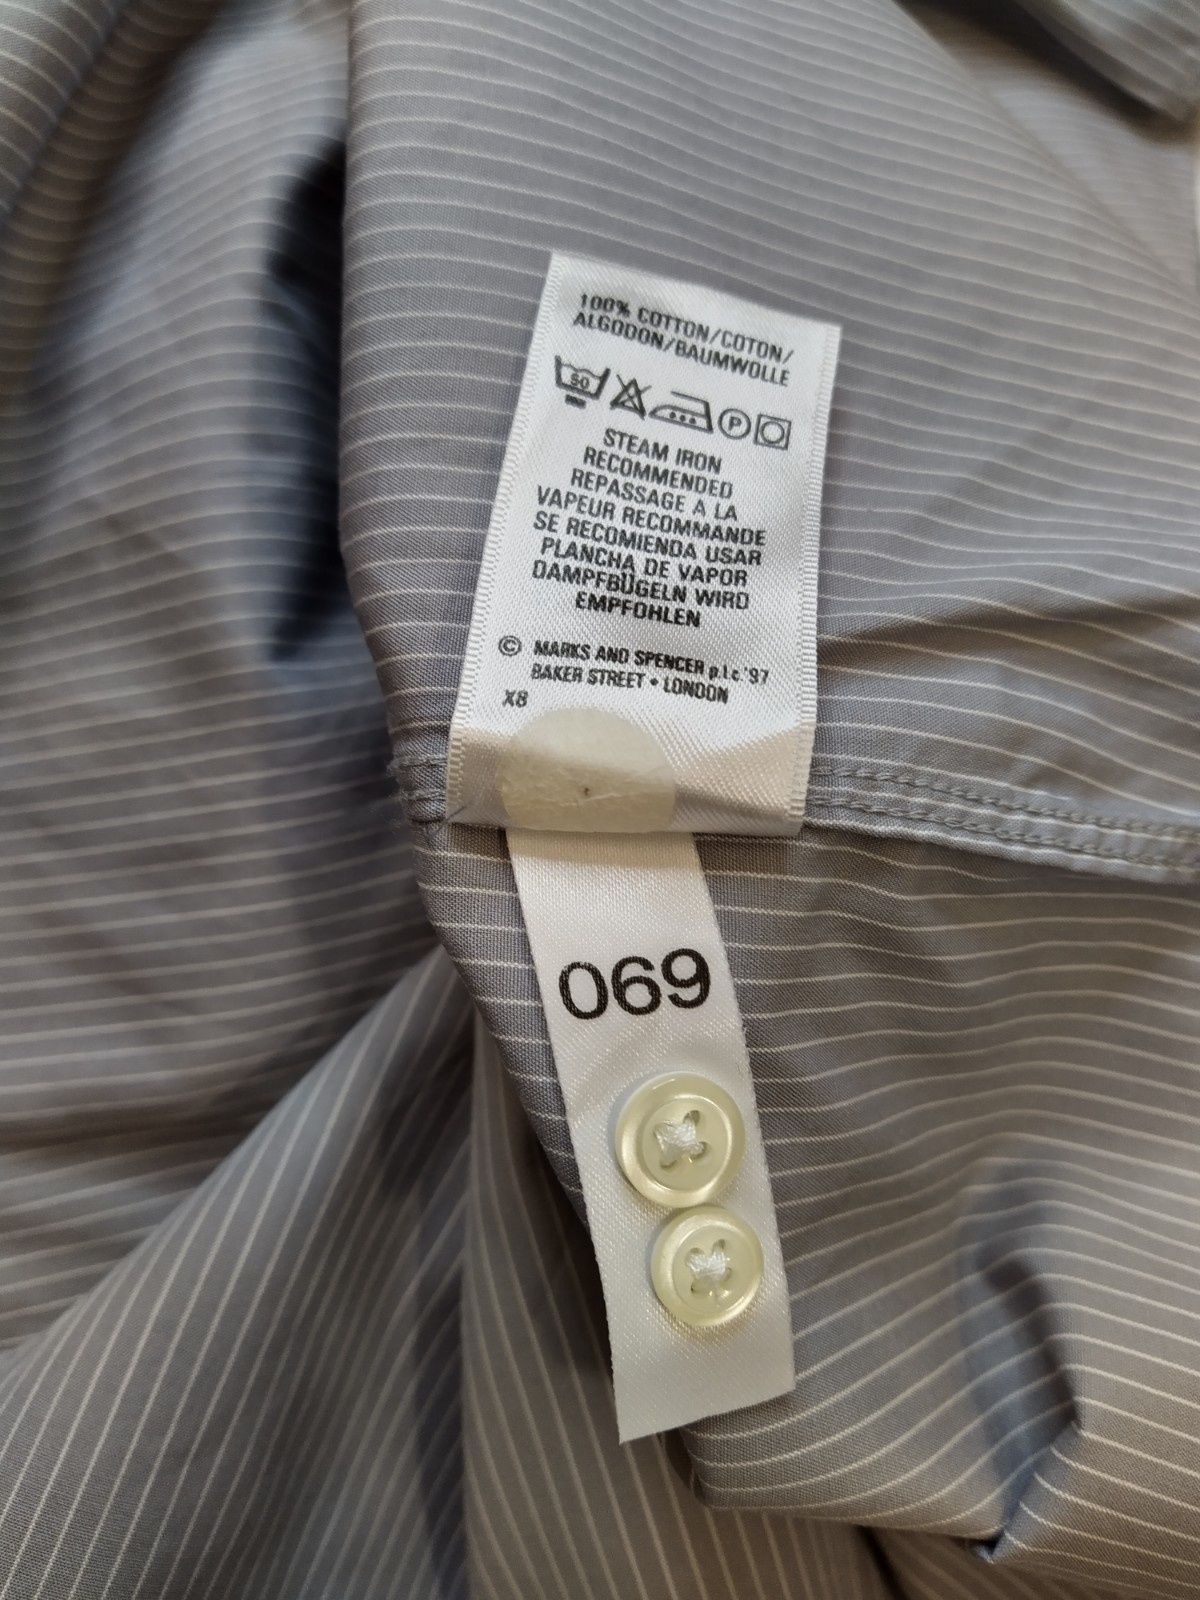 100% COTTON/COTON/
ALGODON/BAUMWOLLE
50
P
STEAM IRON
RECOMMENDED
REPASSAGE À LA
VAPEUR RECOMMANDE
SE RECOMIENDA USAR
PLANCHA DE VAPOR
DAMPFBÜGELN WIRD
EMPFOHLEN
© MARKS AND SPENCER p.l.c.'97
BAKER STREET • LONDON
X8
069